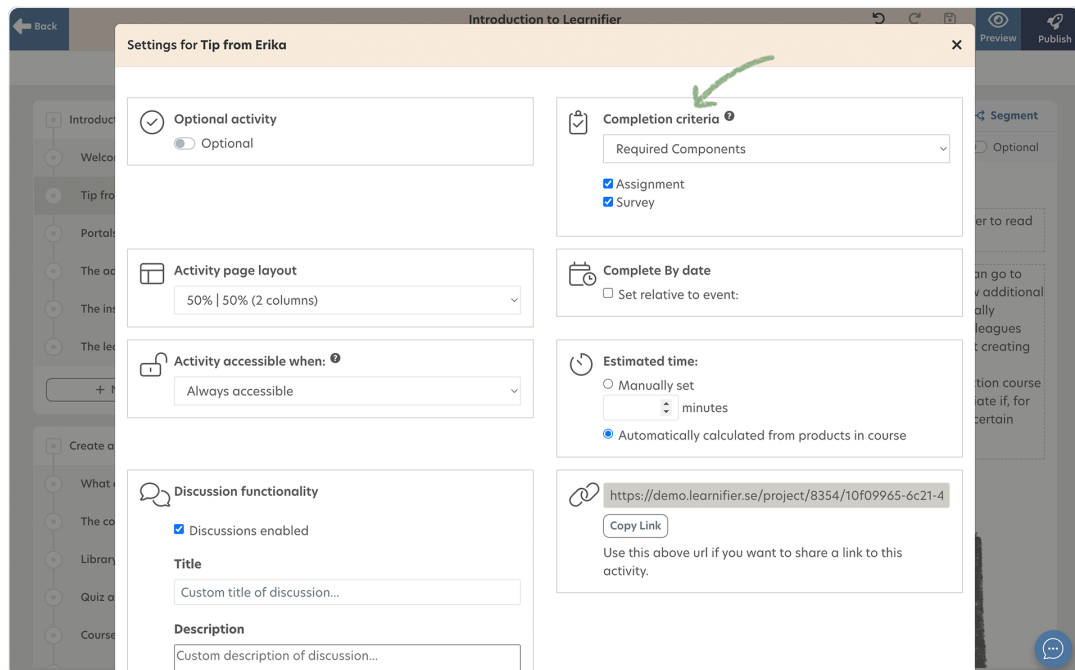 Back
Introduction to Learnifier
Preview
Publish
Settings for Tip from Erika
Optional activity
Optional
Completion criteria
Required Components
Assignment
Survey
Activity page layout
50% | 50% (2 columns)
Complete By date
Set relative to event:
Activity accessible when:
Always accessible
Estimated time:
Manually set
minutes
Automatically calculated from products in course
Discussion functionality
Discussions enabled
Title
Custom title of discussion...
Description
Custom description of discussion...
https://demo.learnifier.se/project/8354/10f09965-6c21-4
Copy Link
Use this above url if you want to share a link to this
activity.
Segment
Optional
er to read
an go to
additional
ally
leagues
t creating
tion course
iate if, for
certain
Introduc
Welco
Tip fro
Portals
The ad
The ins
The lea
+ N
Create a
What
The co
Library
Quiz a
Course